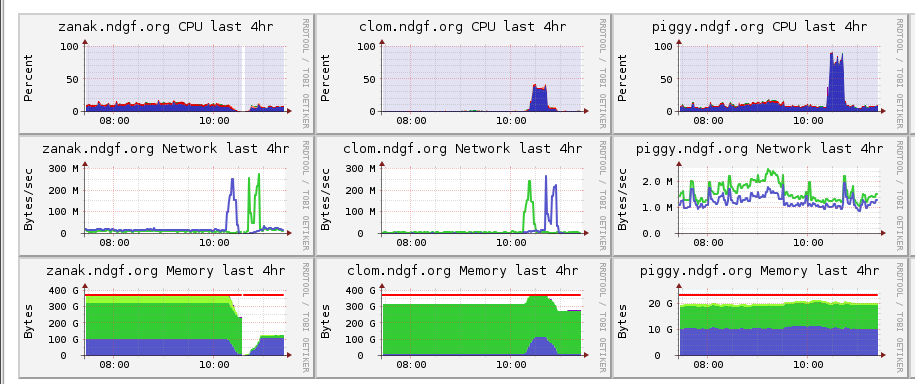 zanak.ndgf.org CPU last 4hr
Percent
100
50
0
08:00 10:00
RRDTOOL / TOBI OETIKER
clom.ndgf.org CPU last 4hr
Percent
100
50
0
08:00 10:00
RRDTOOL / TOBI OETIKER
piggy.ndgf.org CPU last 4hr
Percent
100
50
0
08:00 10:00
RRDTOOL / TOBI OETIKER
zanak.ndgf.org Network last 4hr
Bytes/sec
300 M
200 M
100 M
0
08:00 10:00
RRDTOOL / TOBI OETIKER
clom.ndgf.org Network last 4hr
Bytes/sec
300 M
200 M
100 M
0
08:00 10:00
RRDTOOL / TOBI OETIKER
piggy.ndgf.org Network last 4hr
Bytes/sec
2.0 M
1.0 M
0.0
08:00 10:00
RRDTOOL / TOBI OETIKER
zanak.ndgf.org Memory last 4hr
Bytes
400 G
300 G
200 G
100 G
0
08:00 10:00
RRDTOOL / TOBI OETIKER
clom.ndgf.org Memory last 4hr
Bytes
400 G
300 G
200 G
100 G
0
08:00 10:00
RRDTOOL / TOBI OETIKER
piggy.ndgf.org Memory last 4hr
Bytes
20 G
10 G
0
08:00 10:00
RRDTOOL / TOBI OETIKER